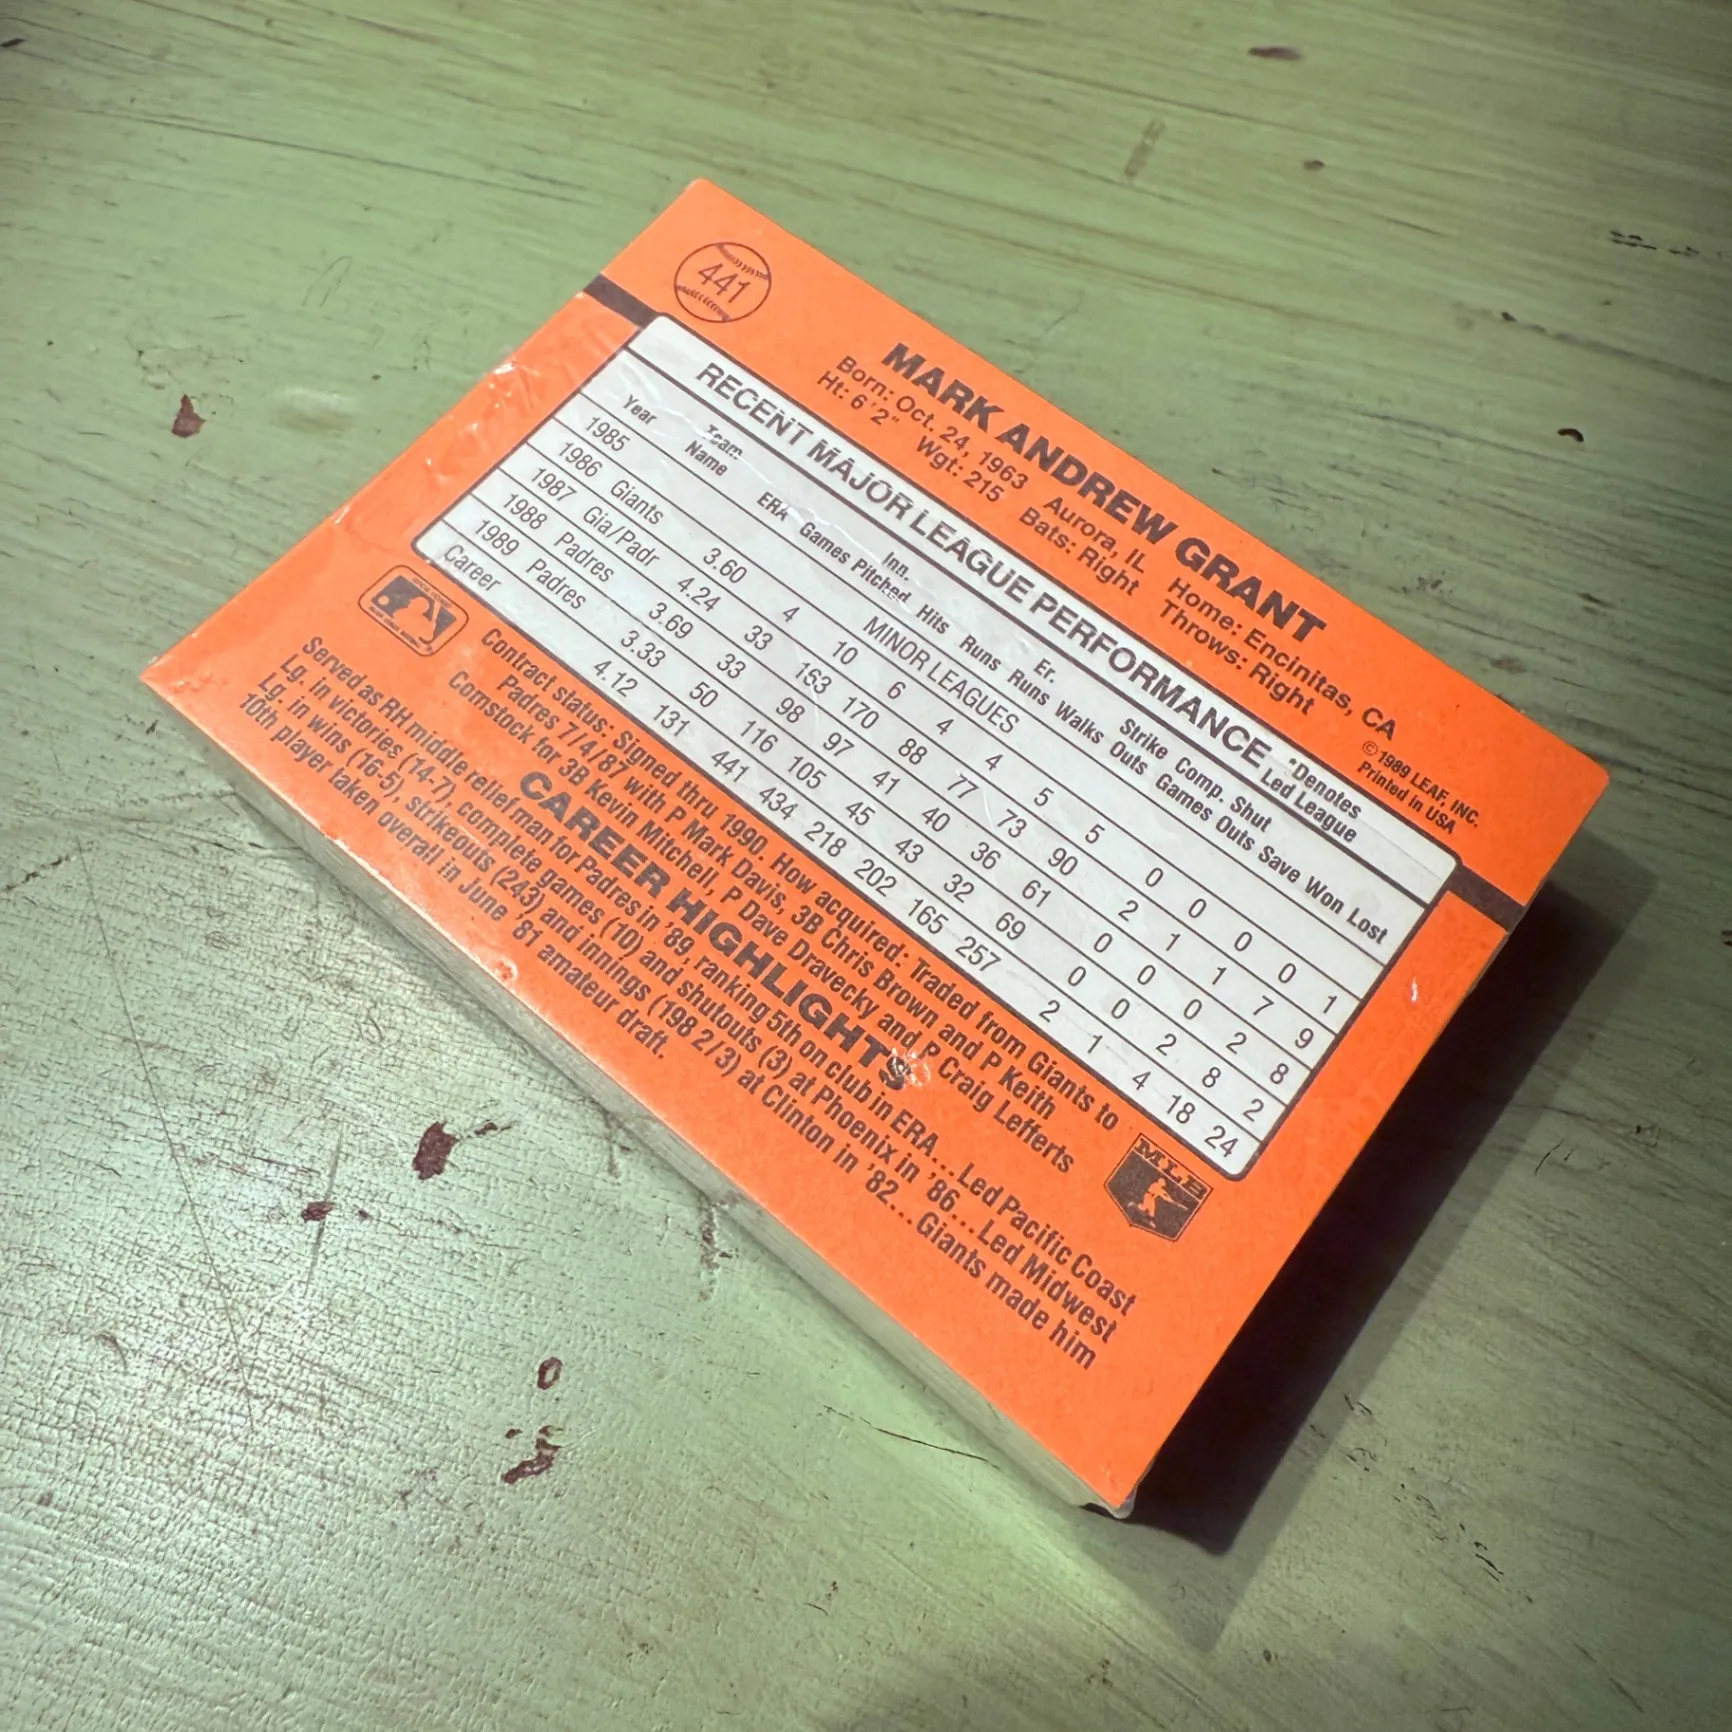 441
MARK ANDREW GRANT
Born: Oct. 24, 1963 Aurora, IL Home: Encinitas, CA
Ht: 6'2" Wgt: 215 Bats: Right Throws: Right
© 1989 LEAF, INC.
Printed in USA
RECENT MAJOR LEAGUE PERFORMANCE *Denotes Led League
Year Team Name ERA Games Inn. Pitched Hits Runs Er. Runs Walks Strike Outs Comp. Games Shut Outs Save Won Lost
1985 MINOR LEAGUES
1986 Giants 3.60 4 10 6 4 4 5 5 0 0 0 0 1
1987 Gia/Padr 4.24 33 163 170 88 77 73 90 2 1 1 7 9
1988 Padres 3.69 33 98 97 41 40 36 61 0 0 0 2 8
1989 Padres 3.33 50 116 105 45 43 32 69 0 0 2 8 2
Career 4.12 131 441 434 218 202 165 257 2 1 4 18 24
Contract status: Signed thru 1990. How acquired: Traded from Giants to
Padres 7/4/87 with P Mark Davis, 3B Chris Brown and P Keith
Comstock for 3B Kevin Mitchell, P Dave Dravecky and P Craig Lefferts
MLB
CAREER HIGHLIGHTS
Served as RH middle relief man for Padres in '89, ranking 5th on club in ERA...Led Pacific Coast
Lg. in victories (14-7), complete games (10) and shutouts (3) at Phoenix in '86...Led Midwest
Lg. in wins (16-5), strikeouts (243) and innings (198 2/3) at Clinton in '82...Giants made him
10th player taken overall in June '81 amateur draft.